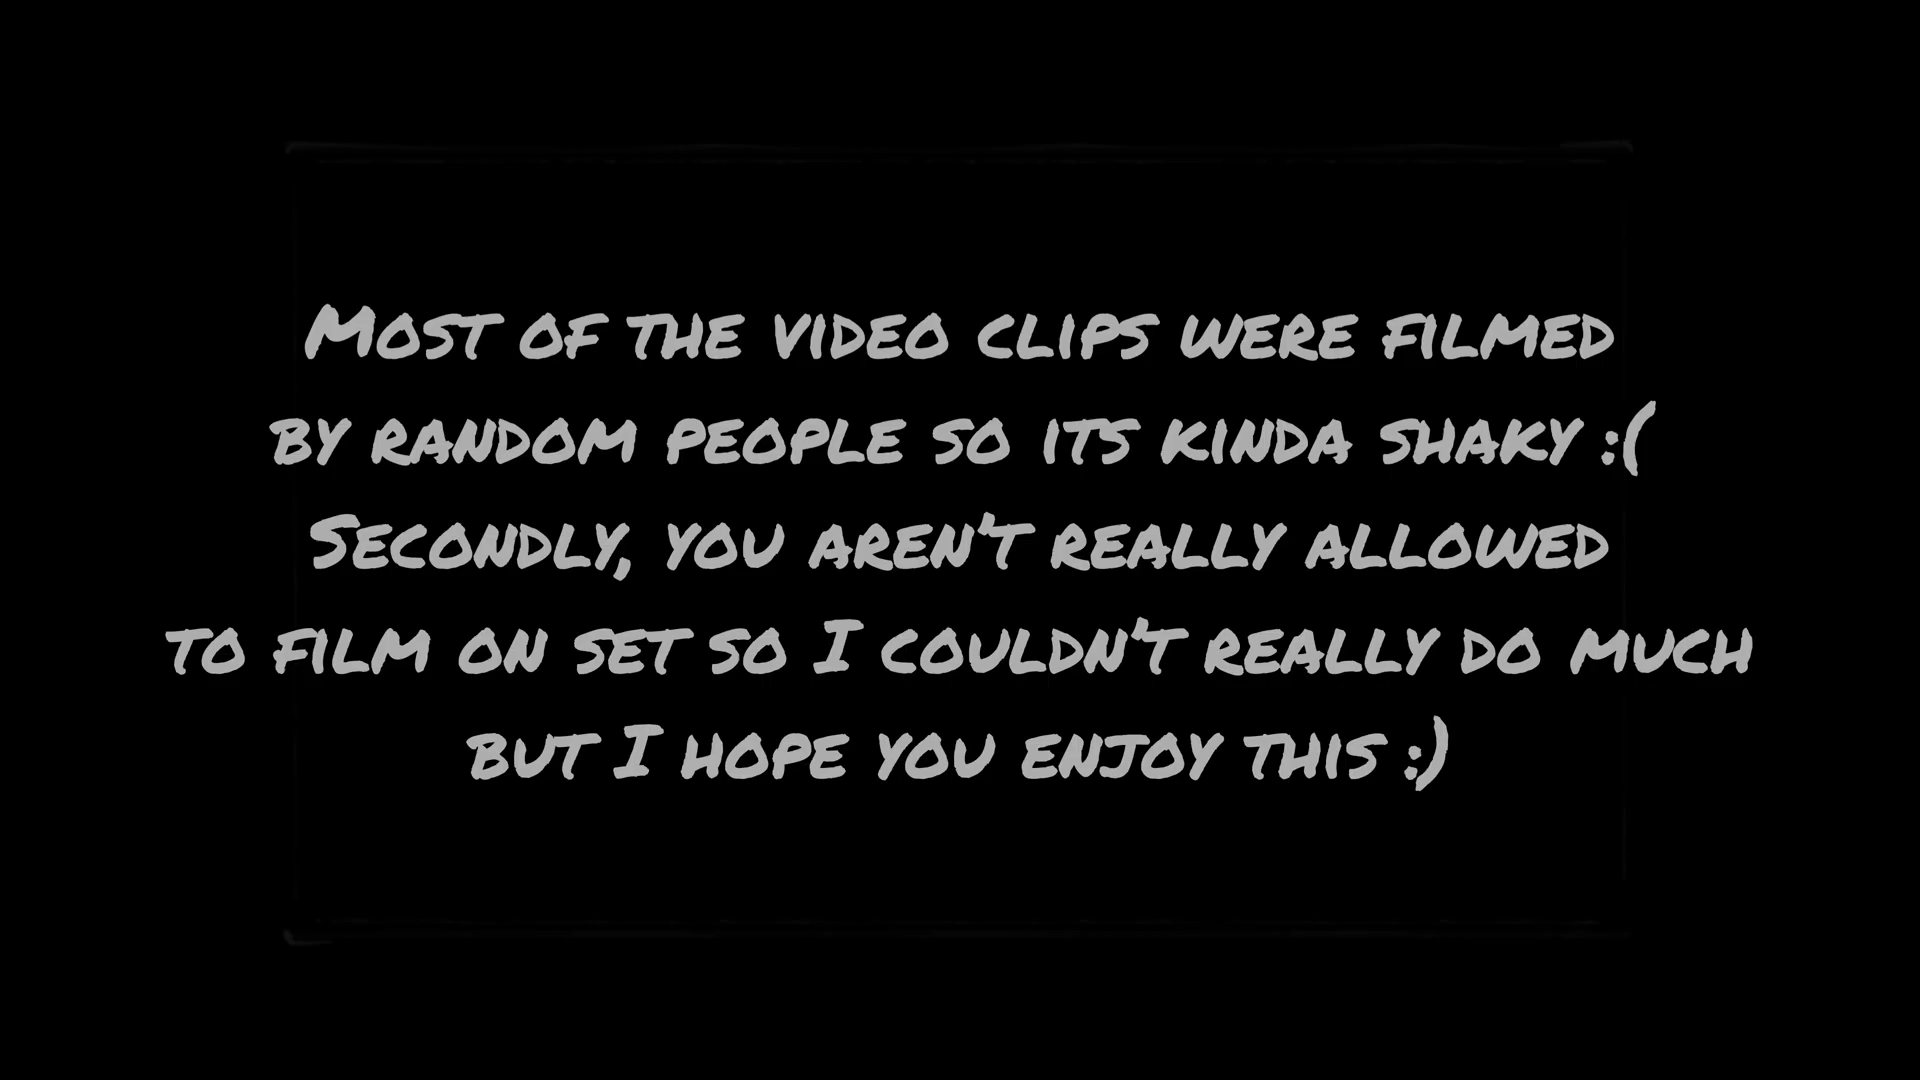 Most of the video clips were filmed
by random people so its kinda shaky :(
Secondly, you aren't really allowed
to film on set so I couldn't really do much
but I hope you enjoy this :)